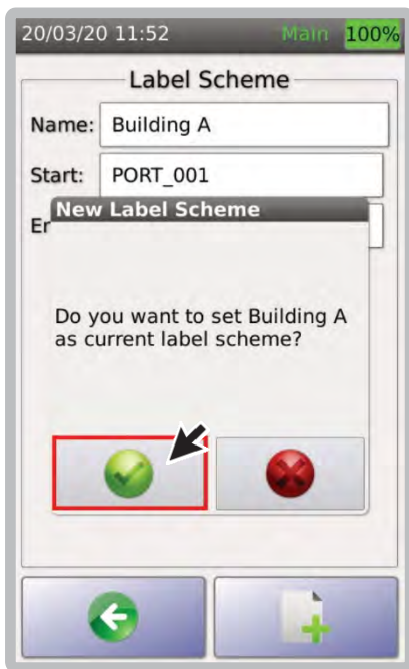 20/03/20 11:52 Main 100%
Label Scheme
Name: Building A
Start: PORT_001
Er
New Label Scheme
Do you want to set Building A
as current label scheme?